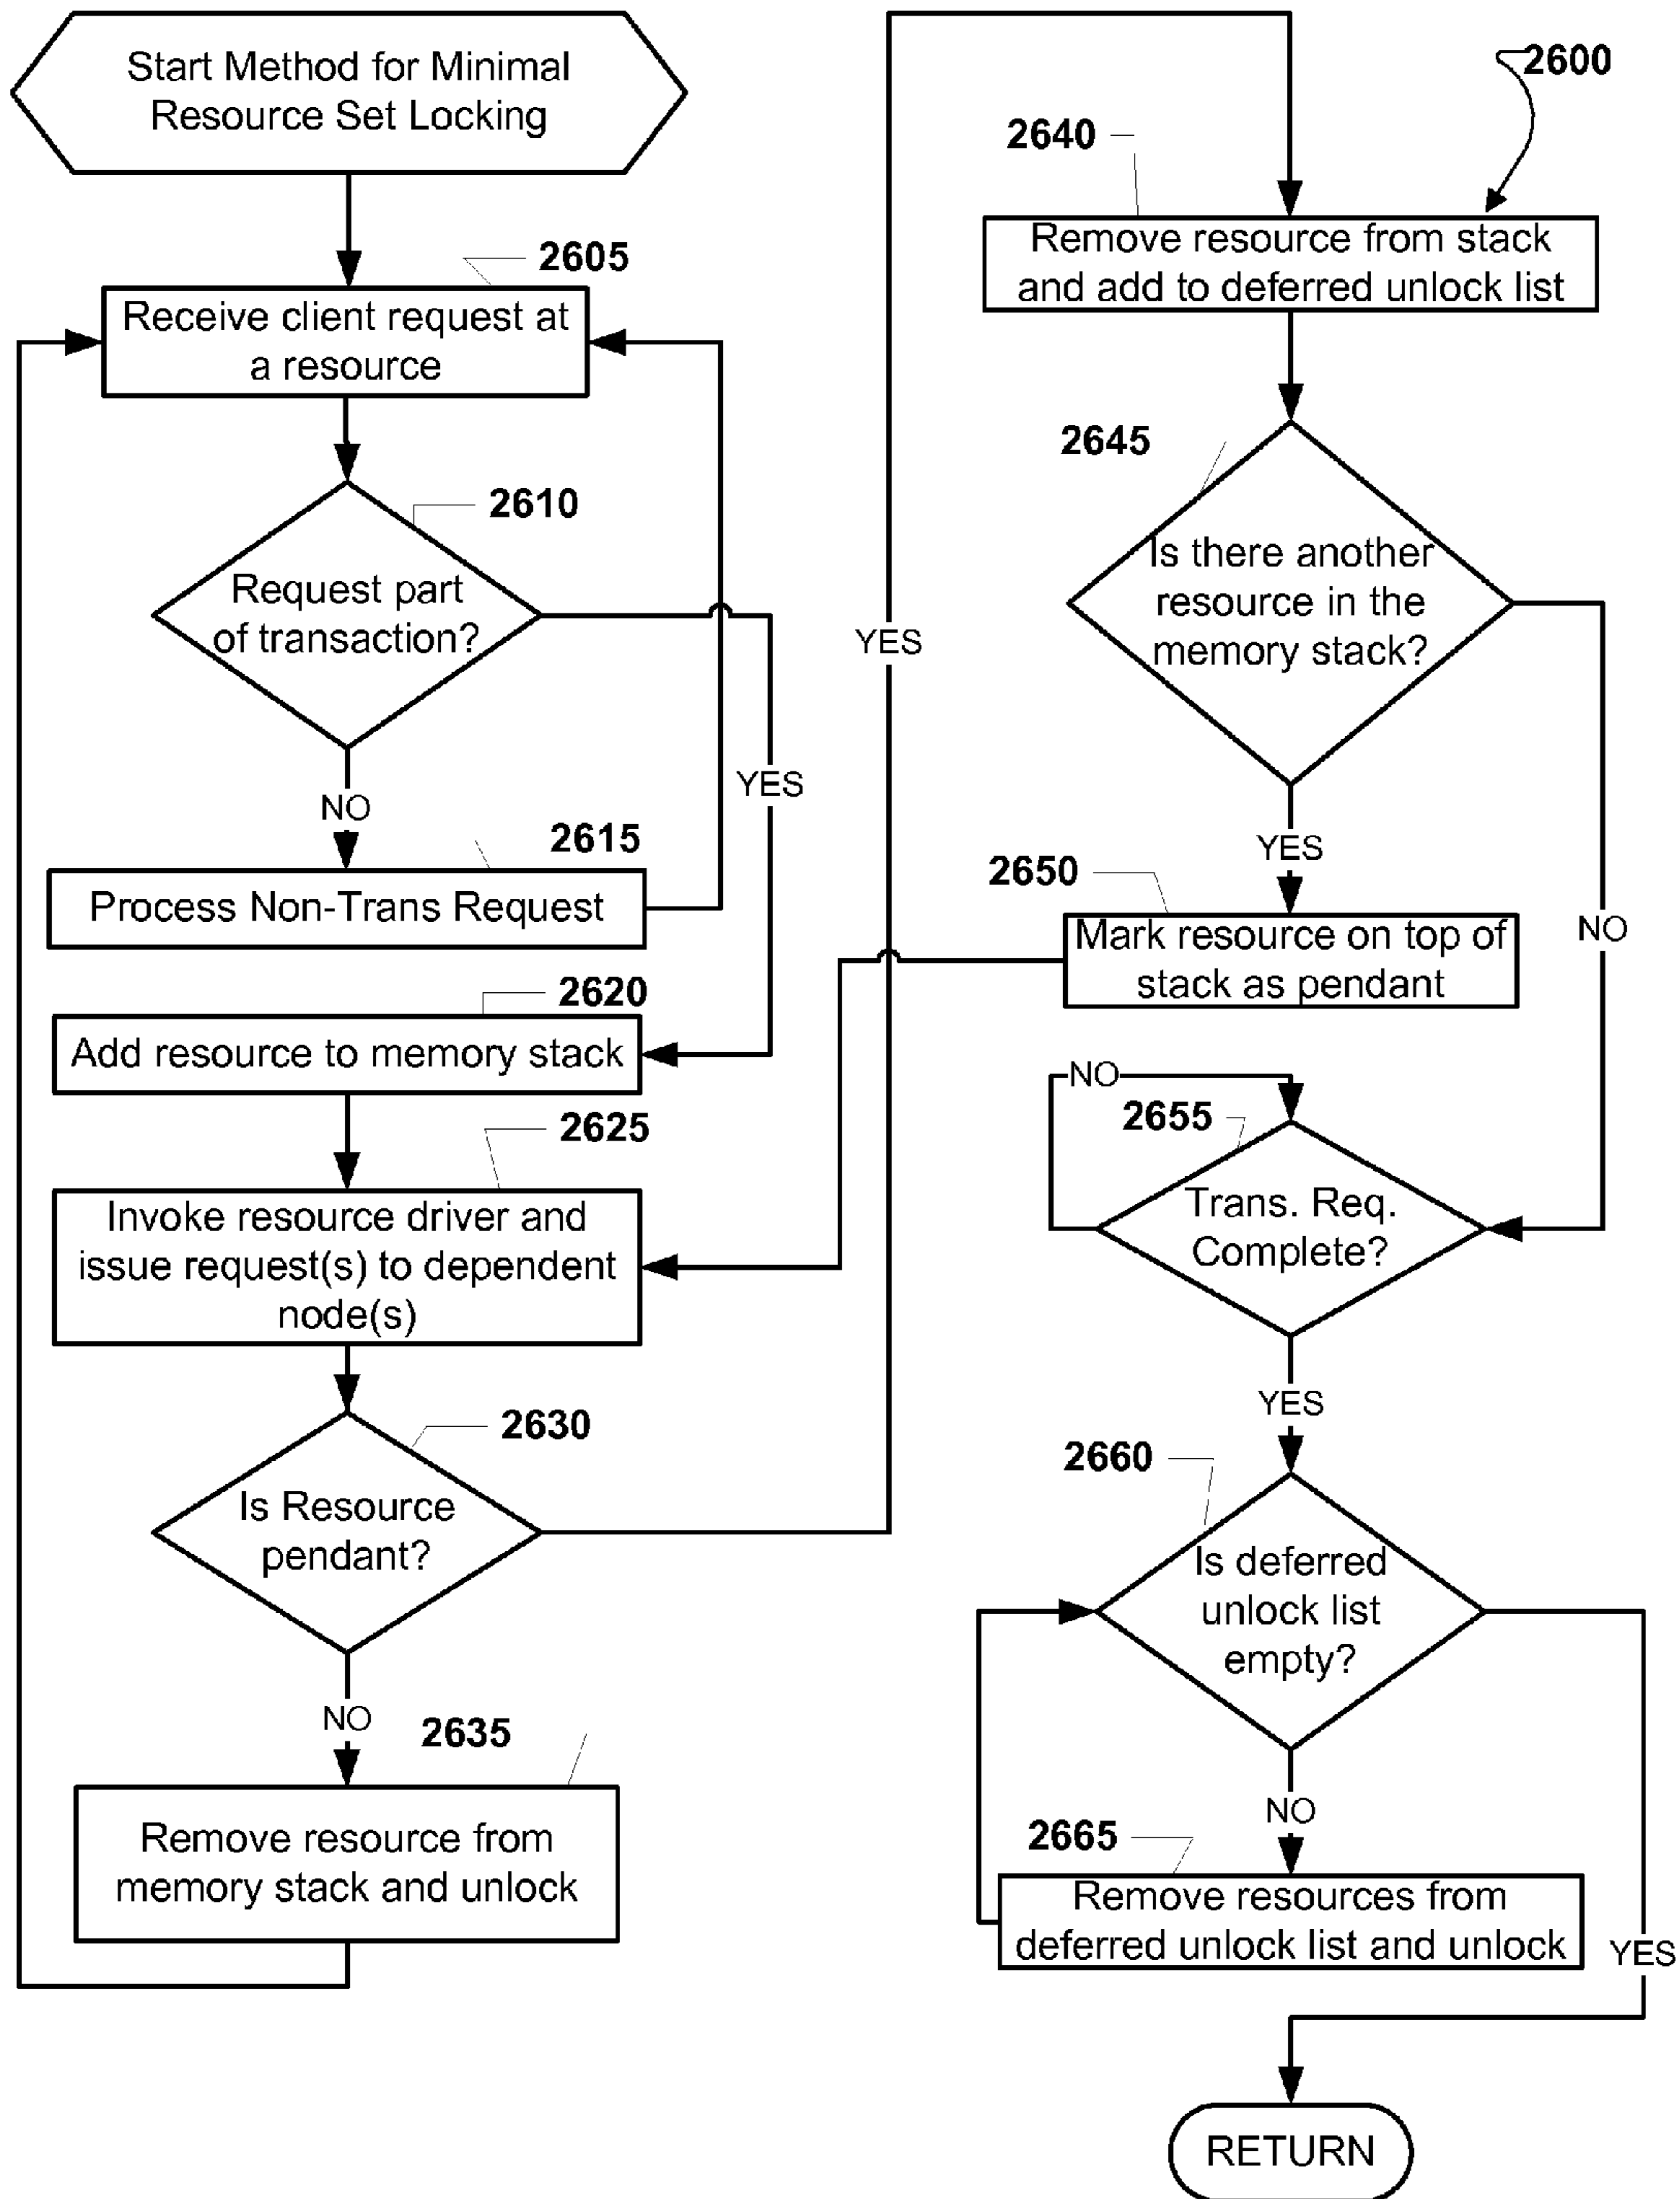 Start Method for Minimal
Resource Set Locking
2605
Receive client request at
a resource
2610
Request part
of transaction?
NO
YES
2615
Process Non-Trans Request
2620
Add resource to memory stack
2625
Invoke resource driver and
issue request(s) to dependent
node(s)
2630
Is Resource
pendant?
YES
NO
2635
Remove resource from
memory stack and unlock
2600
2640
Remove resource from stack
and add to deferred unlock list
2645
Is there another
resource in the
memory stack?
YES
NO
2650
Mark resource on top of
stack as pendant
NO
2655
Trans. Req.
Complete?
YES
2660
Is deferred
unlock list
empty?
NO
YES
2665
Remove resources from
deferred unlock list and unlock
RETURN